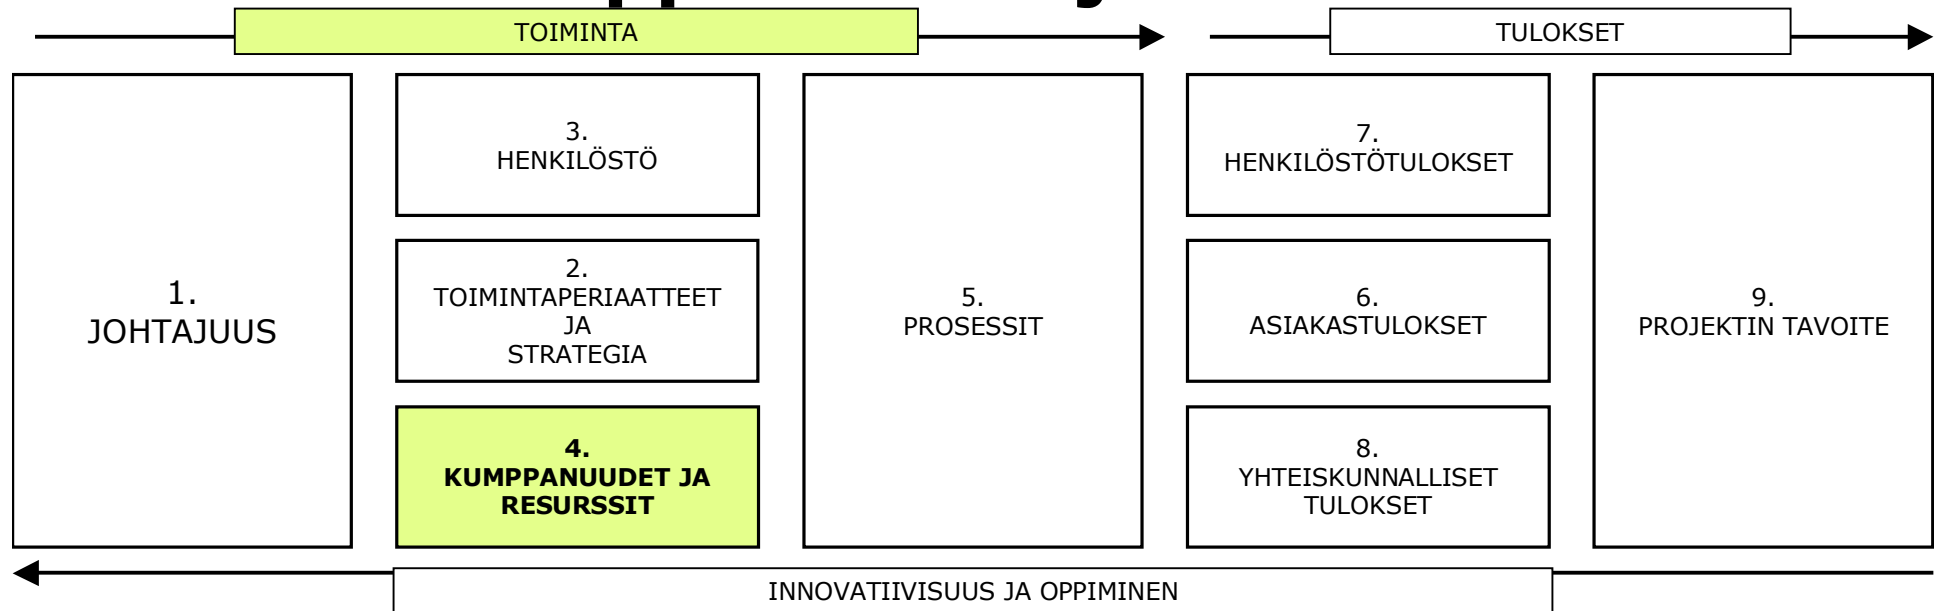 TOIMINTA
TULOKSET
1.
JOHTAJUUS
3.
HENKILÖSTÖ
2.
TOIMINTAPERIAATTEET
JA
STRATEGIA
4.
KUMPPANUUDET JA
RESURSSIT
5.
PROSESSIT
7.
HENKILÖSTÖTULOKSET
6.
ASIAKASTULOKSET
8.
YHTEISKUNNALLISET
TULOKSET
9.
PROJEKTIN TAVOITE
INNOVATIIVISUUS JA OPPIMINEN